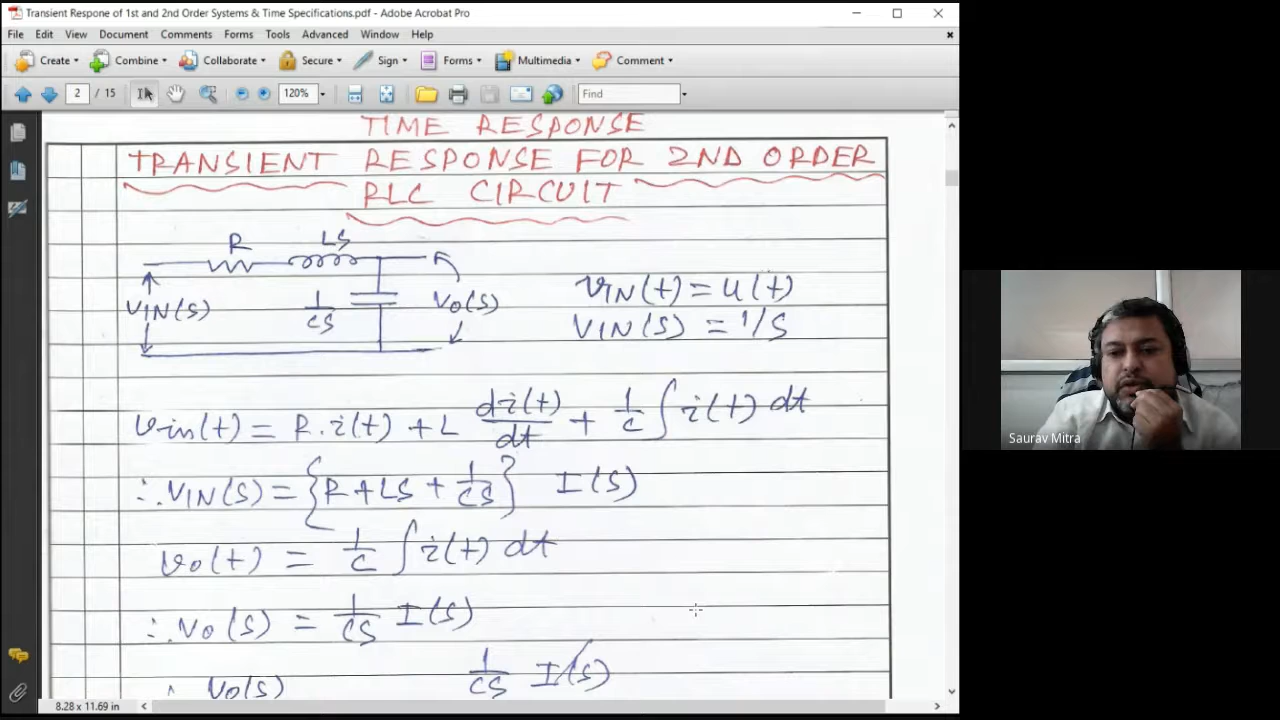 Transient Respone of 1st and 2nd Order Systems & Time Specifications.pdf - Adobe Acrobat Pro
File Edit View Document Comments Forms Tools Advanced Window Help
Create Combine Collaborate Secure Sign Forms Multimedia Comment
2 / 15 120% Find
TIME RESPONSE
TRANSIENT RESPONSE FOR 2ND ORDER
RLC CIRCUIT
R LS
VIN(S) 1/CS VO(S)
VIN(t) = U(t)
VIN(S) = 1/S
Vin(t) = R.i(t) + L di(t)/dt + 1/C ∫ i(t) dt
∴ VIN(S) = {R + LS + 1/CS} I(S)
Vo(t) = 1/C ∫ i(t) dt
∴ VO(S) = 1/CS I(S)
∴ VO(S) 1/CS I(S)
8.28 x 11.69 in
Saurav Mitra